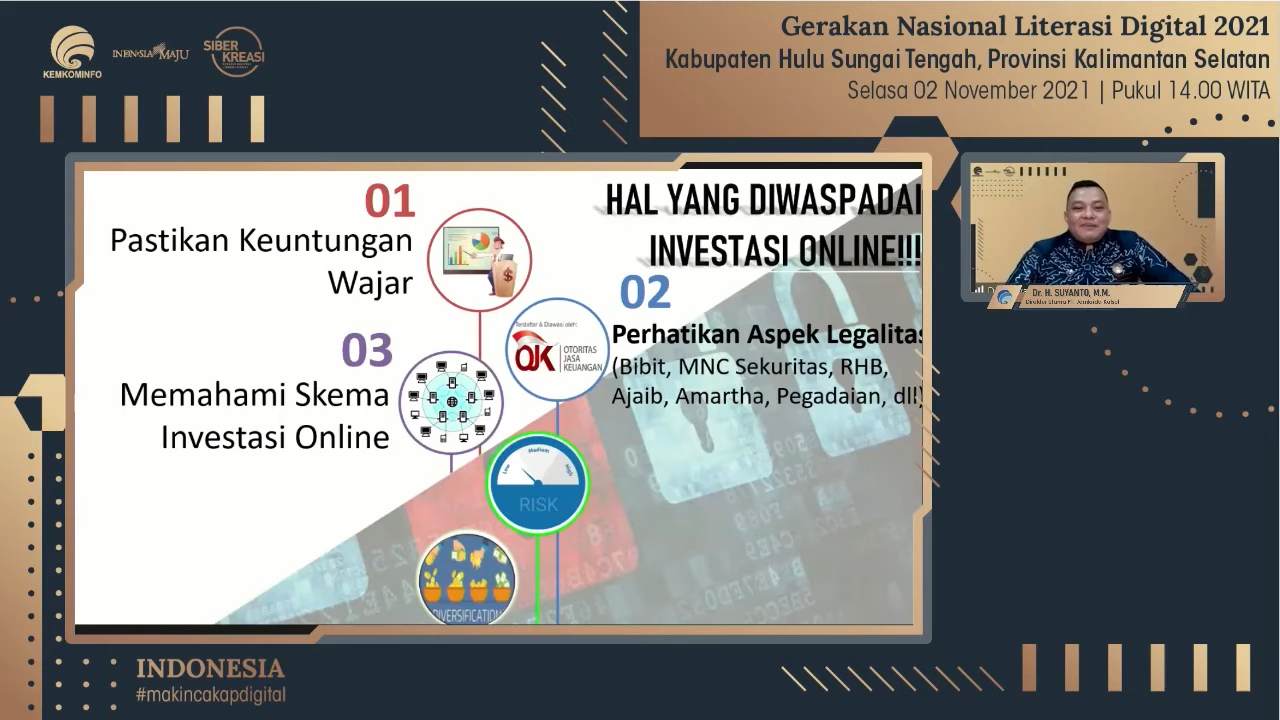 KEMKOMINFO
INDONESIA MAJU
SIBER
KREASI
Gerakan Nasional Literasi Digital 2021
Kabupaten Hulu Sungai Tengah, Provinsi Kalimantan Selatan
Selasa 02 November 2021 | Pukul 14.00 WITA
HAL YANG DIWASPADAI
INVESTASI ONLINE!!!
01
Pastikan Keuntungan
Wajar
$
02
Perhatikan Aspek Legalitas
(Bibit, MNC Sekuritas, RHB,
Ajaib, Amartha, Pegadaian, dll)
Terdaftar & Diawasi oleh:
OJK
OTORITAS
JASA
KEUANGAN
03
Memahami Skema
Investasi Online
Low
Medium
High
RISK
DIVERSIFICATION
Dr. H. SUYANTO, M.M.
INDONESIA
#makincakapdigital